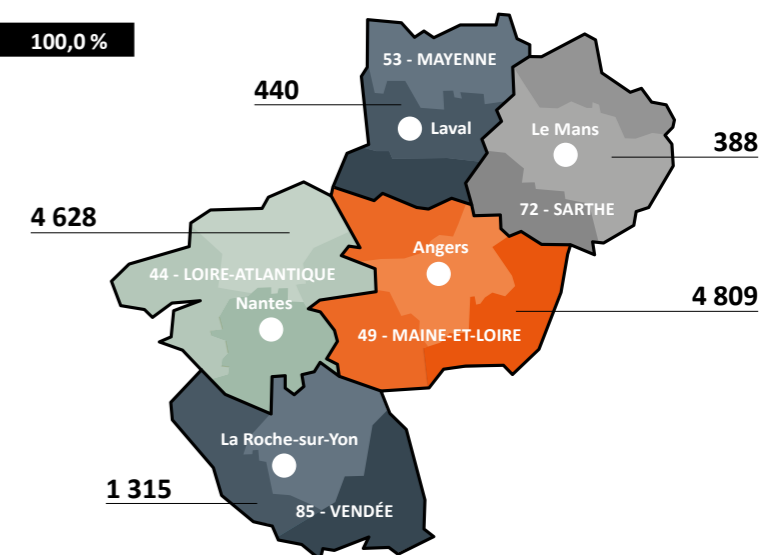 100,0 %
53 - MAYENNE
440
Laval
Le Mans
388
72 - SARTHE
4 628
44 - LOIRE-ATLANTIQUE
Nantes
Angers
4 809
49 - MAINE-ET-LOIRE
La Roche-sur-Yon
1 315
85 - VENDÉE